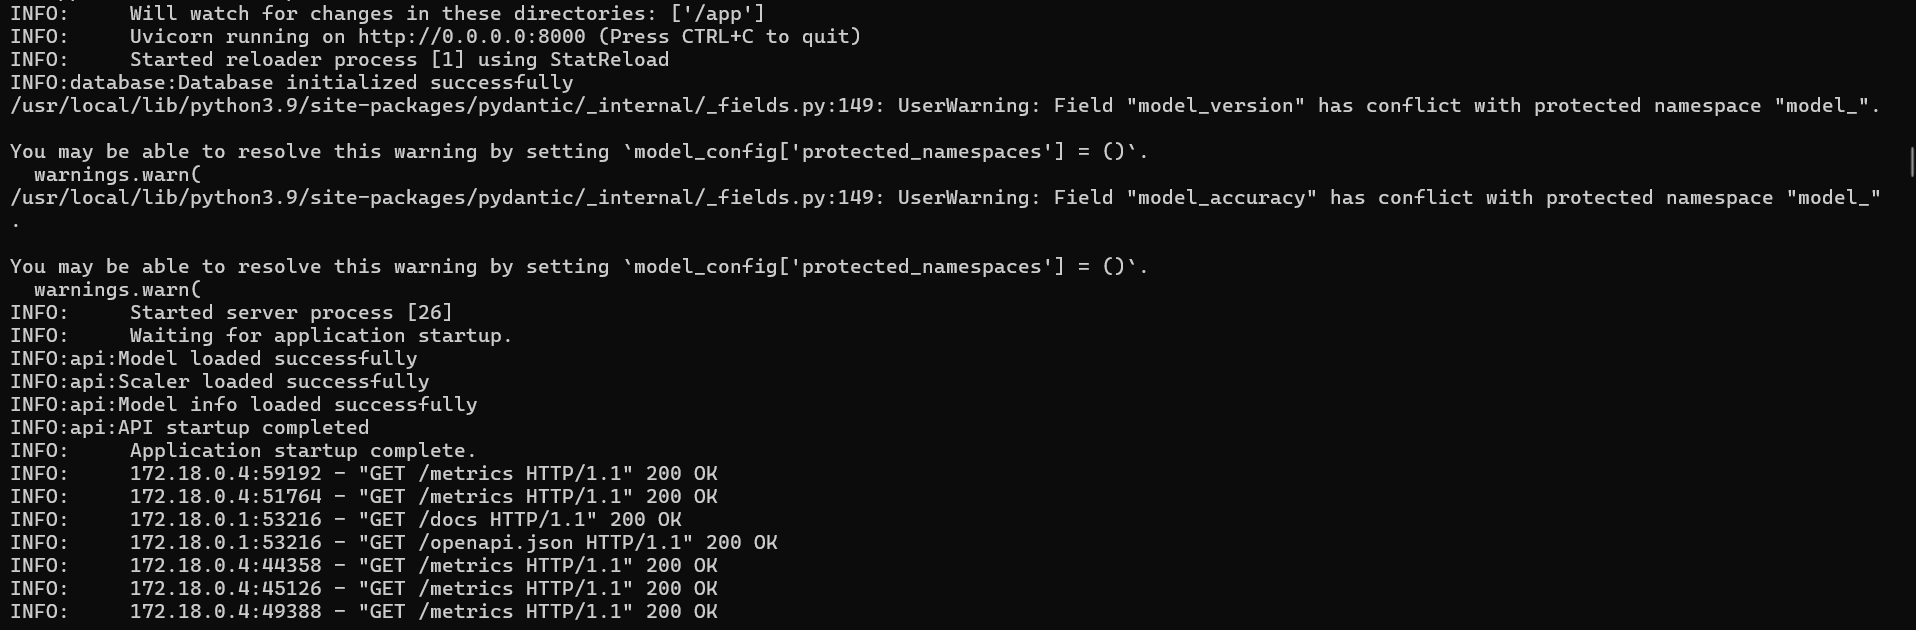 INFO:     Will watch for changes in these directories: ['/app']
INFO:     Uvicorn running on http://0.0.0.0:8000 (Press CTRL+C to quit)
INFO:     Started reloader process [1] using StatReload
INFO:database:Database initialized successfully
/usr/local/lib/python3.9/site-packages/pydantic/_internal/_fields.py:149: UserWarning: Field "model_version" has conflict with protected namespace "model_".

You may be able to resolve this warning by setting `model_config['protected_namespaces'] = ()`.
  warnings.warn(
/usr/local/lib/python3.9/site-packages/pydantic/_internal/_fields.py:149: UserWarning: Field "model_accuracy" has conflict with protected namespace "model_"
.

You may be able to resolve this warning by setting `model_config['protected_namespaces'] = ()`.
  warnings.warn(
INFO:     Started server process [26]
INFO:     Waiting for application startup.
INFO:api:Model loaded successfully
INFO:api:Scaler loaded successfully
INFO:api:Model info loaded successfully
INFO:api:API startup completed
INFO:     Application startup complete.
INFO:     172.18.0.4:59192 - "GET /metrics HTTP/1.1" 200 OK
INFO:     172.18.0.4:51764 - "GET /metrics HTTP/1.1" 200 OK
INFO:     172.18.0.1:53216 - "GET /docs HTTP/1.1" 200 OK
INFO:     172.18.0.1:53216 - "GET /openapi.json HTTP/1.1" 200 OK
INFO:     172.18.0.4:44358 - "GET /metrics HTTP/1.1" 200 OK
INFO:     172.18.0.4:45126 - "GET /metrics HTTP/1.1" 200 OK
INFO:     172.18.0.4:49388 - "GET /metrics HTTP/1.1" 200 OK